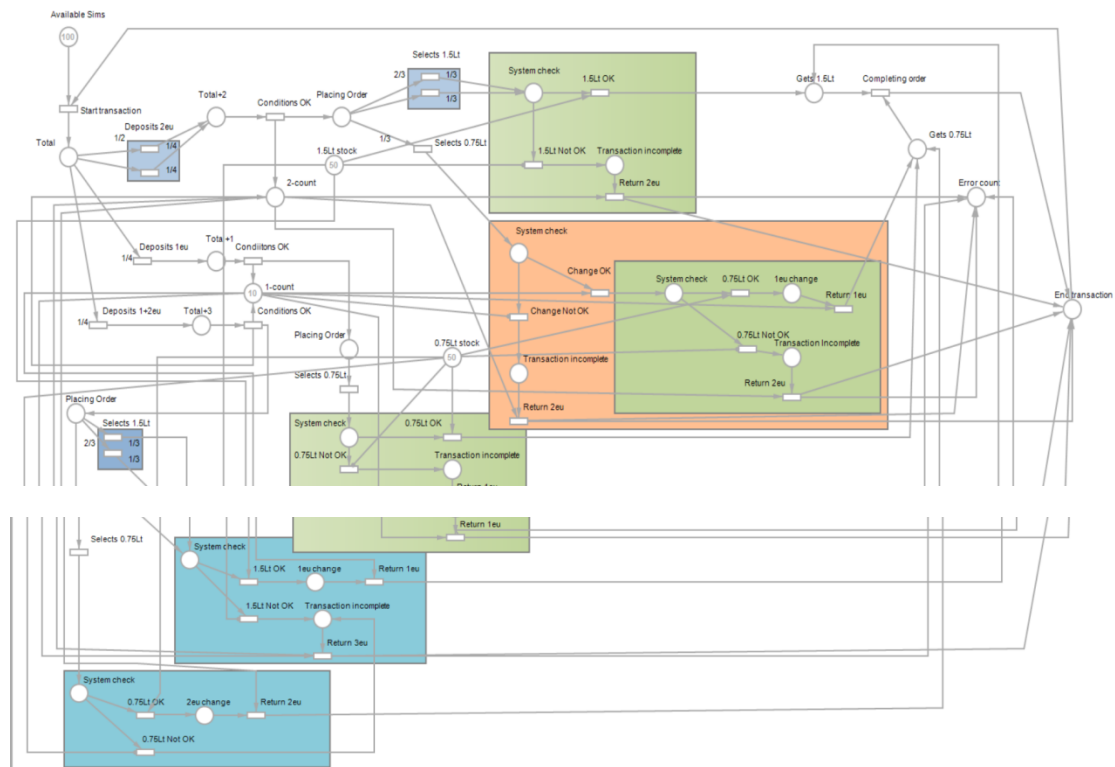 Available Sims
100
Start transaction
Total
Total+2
Deposits 2eu
1/2
1/4
1/4
Conditions OK
Placing Order
Selects 1.5Lt
2/3
1/3
1/3
1/3
Selects 0.75Lt
1.5Lt stock
50
2-count
System check
1.5Lt OK
1.5Lt Not OK
Transaction incomplete
Return 2eu
Gets 1.5Lt
Completing order
Gets 0.75Lt
Error count
End transaction
Deposits 1eu
1/4
Total+1
Condiitons OK
1-count
10
Deposits 1+2eu
1/4
Total+3
Conditions OK
Placing Order
0.75Lt stock
50
Selects 0.75Lt
System check
Change OK
Change Not OK
Transaction incomplete
Return 2eu
System check
0.75Lt OK
1eu change
Return 1eu
0.75Lt Not OK
Transaction Incomplete
Return 2eu
Placing Order
Selects 1.5Lt
2/3
1/3
1/3
System check
0.75Lt OK
0.75Lt Not OK
Transaction incomplete
Return 1eu
Selects 0.75Lt
System check
1.5Lt OK
1eu change
Return 1eu
1.5Lt Not OK
Transaction incomplete
Return 3eu
System check
0.75Lt OK
2eu change
Return 2eu
0.75Lt Not OK